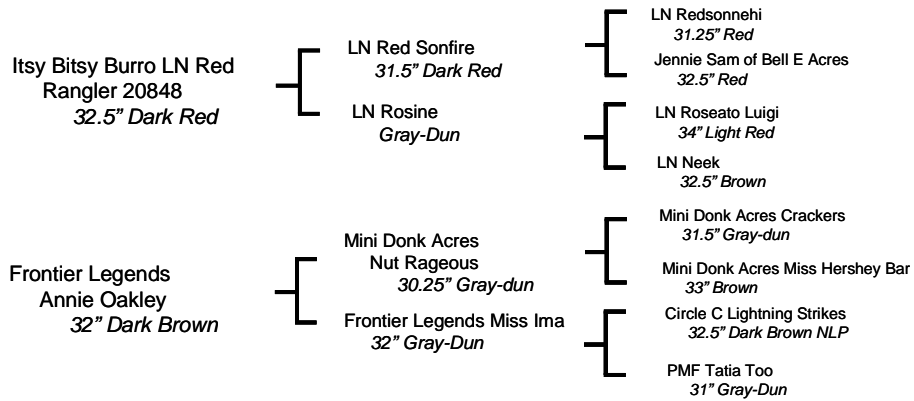 Itsy Bitsy Burro LN Red
Rangler 20848
32.5” Dark Red
LN Red Sonfire
31.5” Dark Red
LN Rosine
Gray-Dun
LN Redsonnehi
31.25” Red
Jennie Sam of Bell E Acres
32.5” Red
LN Roseato Luigi
34” Light Red
LN Neek
32.5” Brown
Frontier Legends
Annie Oakley
32” Dark Brown
Mini Donk Acres
Nut Rageous
30.25” Gray-dun
Frontier Legends Miss Ima
32” Gray-Dun
Mini Donk Acres Crackers
31.5” Gray-dun
Mini Donk Acres Miss Hershey Bar
33” Brown
Circle C Lightning Strikes
32.5” Dark Brown NLP
PMF Tatia Too
31” Gray-Dun